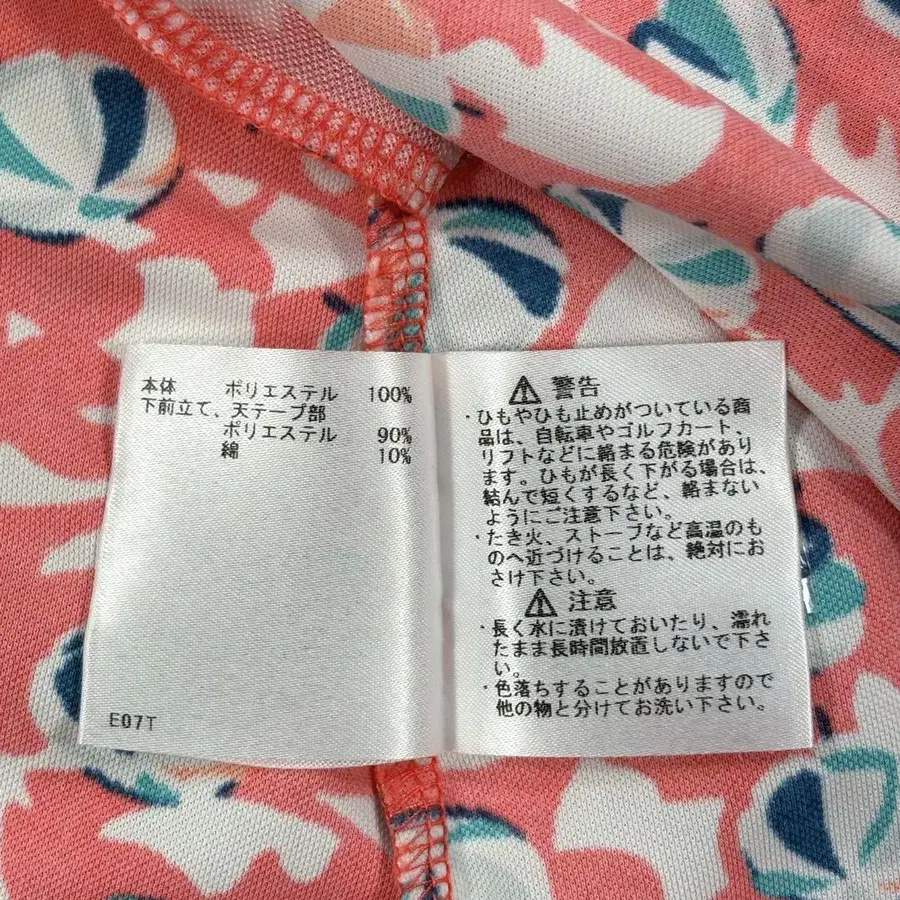 本体 ポリエステル 100%
下前立て、天テープ部
ポリエステル 90%
綿 10%
E07T
警告
・ひもやひも止めがついている商
品は、自転車やゴルフカート、
リフトなどに絡まる危険があり
ます。ひもが長く下がる場合は、
結んで短くするなど、絡まない
ようにご注意下さい。
・たき火、ストーブなど高温のも
のへ近づけることは、絶対にお
さけ下さい。
注意
・長く水に漬けておいたり、濡れ
たまま長時間放置しないで下さ
い。
・色落ちすることがありますので
他の物と分けてお洗い下さい。